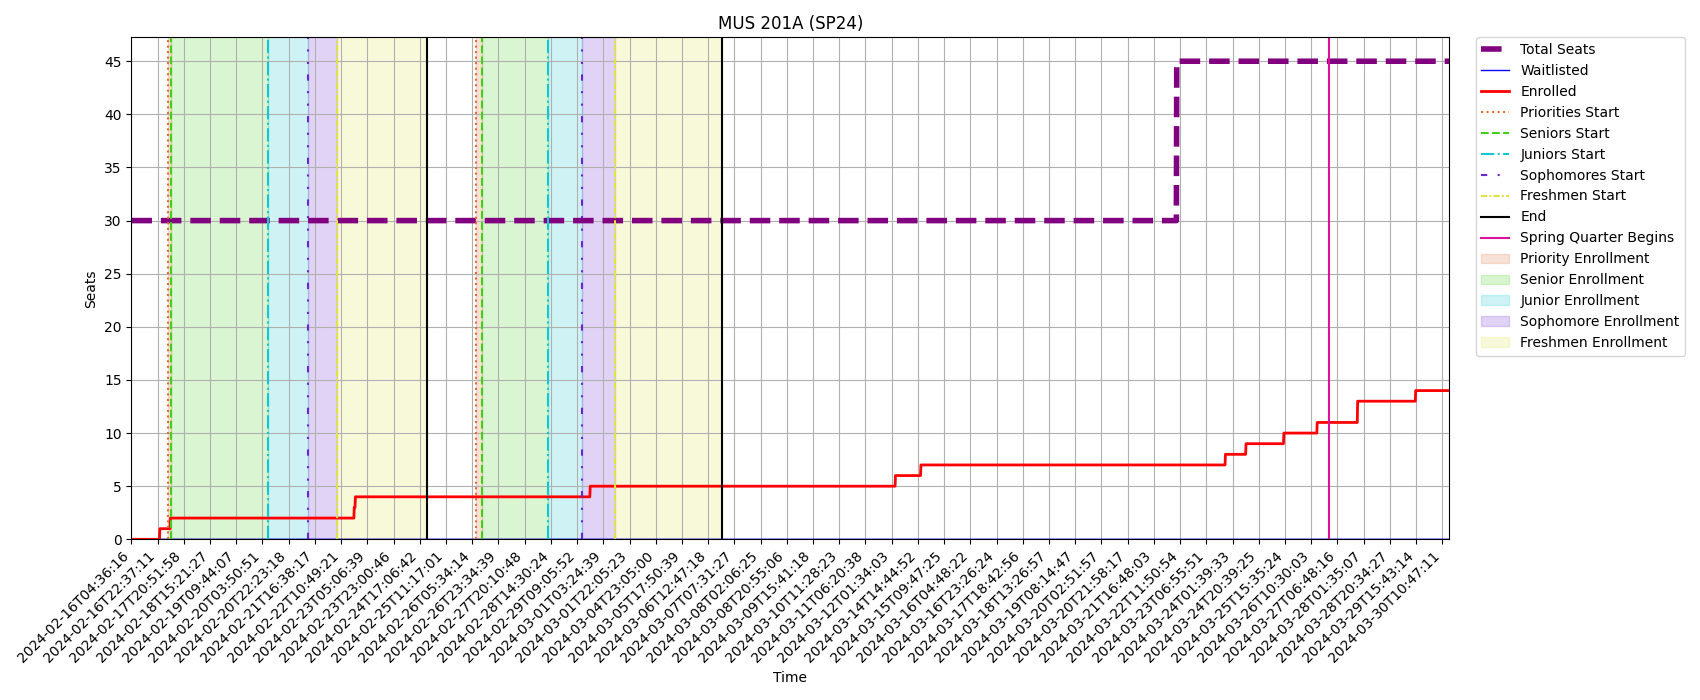 MUS 201A (SP24)
Seats
45
40
35
30
25
20
15
10
5
0
2024-02-16T04:36:16
2024-02-16T22:37:11
2024-02-17T20:51:58
2024-02-18T15:21:27
2024-02-19T09:44:07
2024-02-20T03:50:51
2024-02-20T22:23:18
2024-02-21T16:38:17
2024-02-22T10:49:21
2024-02-23T05:06:39
2024-02-23T23:00:46
2024-02-24T17:06:42
2024-02-25T11:17:01
2024-02-26T05:34:14
2024-02-26T23:34:39
2024-02-27T20:10:48
2024-02-28T14:30:24
2024-02-29T09:05:52
2024-03-01T03:24:39
2024-03-01T22:05:23
2024-03-04T23:05:00
2024-03-05T17:50:39
2024-03-06T12:47:18
2024-03-07T07:31:27
2024-03-08T02:06:25
2024-03-08T20:55:06
2024-03-09T15:41:18
2024-03-10T11:28:23
2024-03-11T06:20:38
2024-03-12T01:34:03
2024-03-14T14:44:52
2024-03-15T09:47:25
2024-03-16T04:48:22
2024-03-16T23:26:24
2024-03-17T18:42:56
2024-03-18T13:26:57
2024-03-19T08:14:47
2024-03-20T02:51:57
2024-03-20T21:58:17
2024-03-21T16:48:03
2024-03-22T11:50:54
2024-03-23T06:55:51
2024-03-24T01:39:33
2024-03-24T20:39:25
2024-03-25T15:35:24
2024-03-26T10:30:03
2024-03-27T06:48:16
2024-03-28T01:35:07
2024-03-28T20:34:27
2024-03-29T15:43:14
2024-03-30T10:47:11
Time
Total Seats
Waitlisted
Enrolled
Priorities Start
Seniors Start
Juniors Start
Sophomores Start
Freshmen Start
End
Spring Quarter Begins
Priority Enrollment
Senior Enrollment
Junior Enrollment
Sophomore Enrollment
Freshmen Enrollment